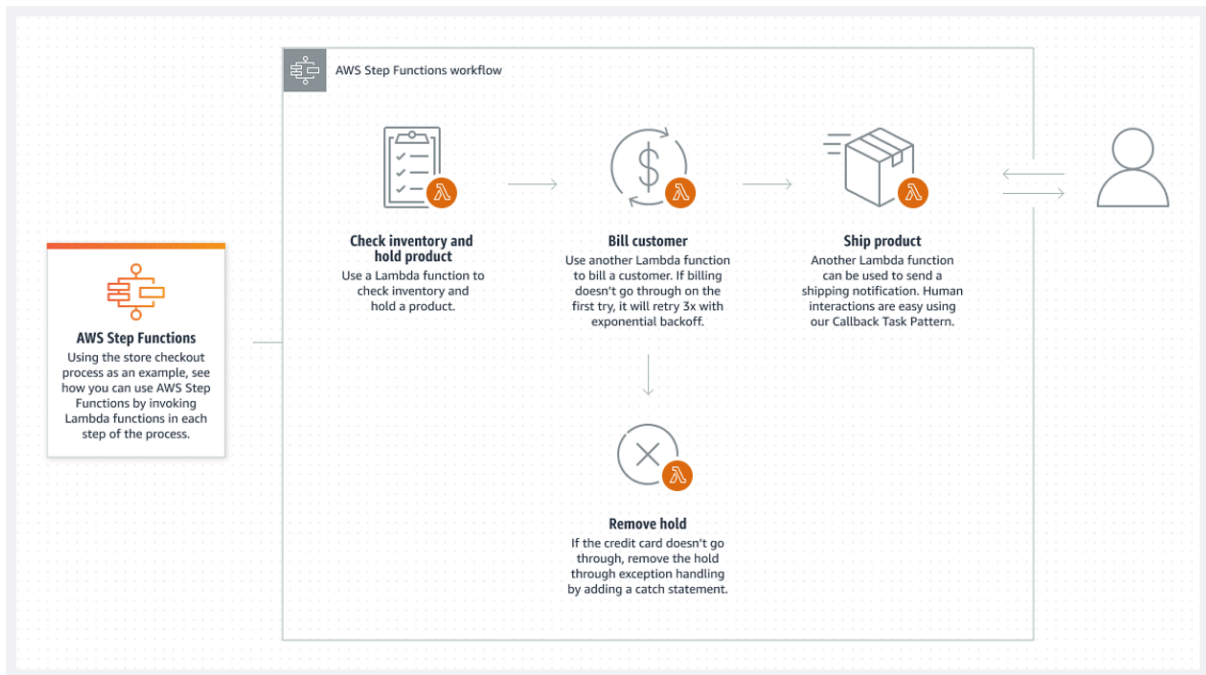 AWS Step Functions workflow
Check inventory and
hold product
Use a Lambda function to
check inventory and
hold a product.
Bill customer
Use another Lambda function
to bill a customer. If billing
doesn't go through on the
first try, it will retry 3x with
exponential backoff.
Ship product
Another Lambda function
can be used to send a
shipping notification. Human
interactions are easy using
our Callback Task Pattern.
AWS Step Functions
Using the store checkout
process as an example, see
how you can use AWS Step
Functions by invoking
Lambda functions in each
step of the process.
Remove hold
If the credit card doesn't go
through, remove the hold
through exception handling
by adding a catch statement.